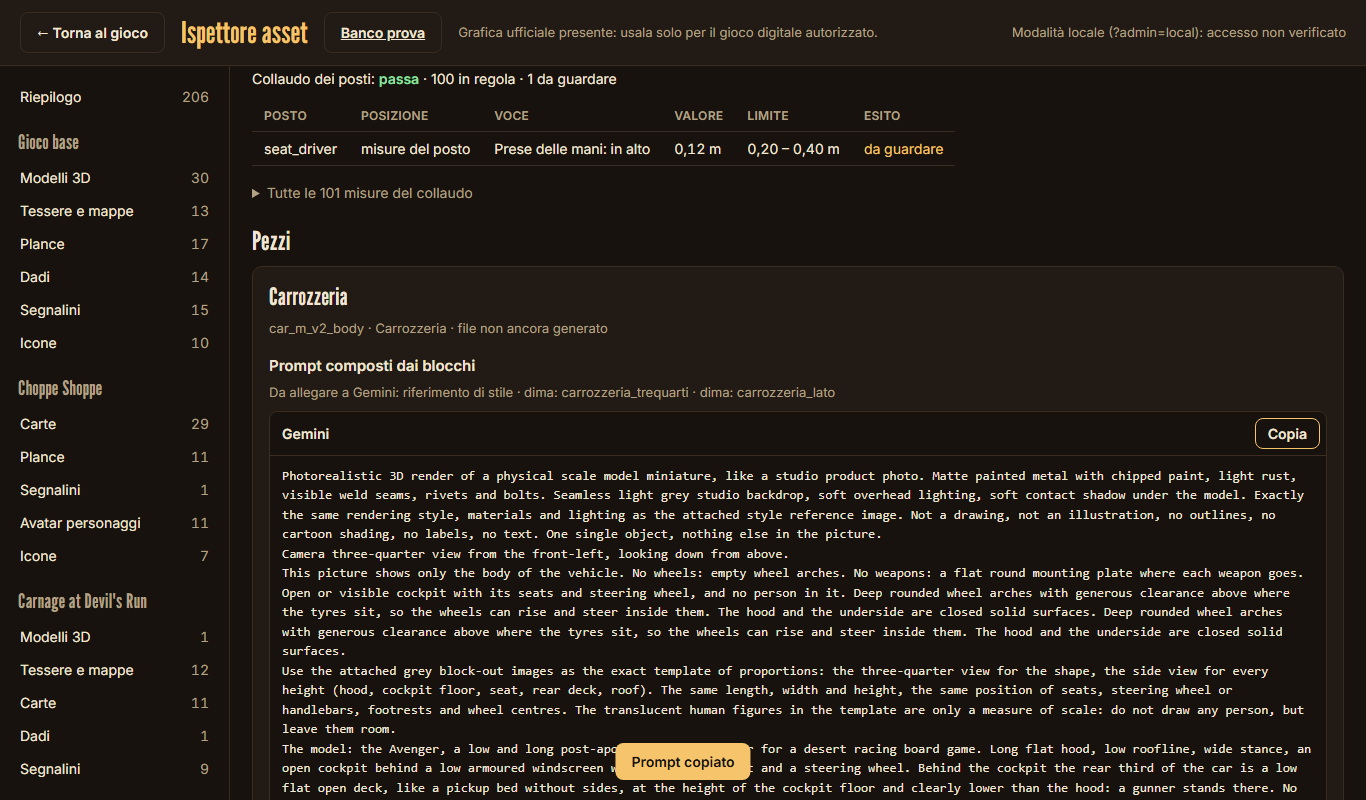 ← Torna al gioco
Ispettore asset
Banco prova
Grafica ufficiale presente: usala solo per il gioco digitale autorizzato.
Modalità locale (?admin=local): accesso non verificato
Riepilogo 206
Gioco base
Modelli 3D 30
Tessere e mappe 13
Plance 17
Dadi 14
Segnalini 15
Icone 10
Choppe Shoppe
Carte 29
Plance 11
Segnalini 1
Avatar personaggi 11
Icone 7
Carnage at Devil's Run
Modelli 3D 1
Tessere e mappe 12
Carte 11
Dadi 1
Segnalini 9
Collaudo dei posti: passa · 100 in regola · 1 da guardare
POSTO POSIZIONE VOCE VALORE LIMITE ESITO
seat_driver misure del posto Prese delle mani: in alto 0,12 m 0,20 – 0,40 m da guardare
▶ Tutte le 101 misure del collaudo
Pezzi
Carrozzeria
car_m_v2_body · Carrozzeria · file non ancora generato
Prompt composti dai blocchi
Da allegare a Gemini: riferimento di stile · dima: carrozzeria_trequarti · dima: carrozzeria_lato
Gemini
Copia
Photorealistic 3D render of a physical scale model miniature, like a studio product photo. Matte painted metal with chipped paint, light rust,
visible weld seams, rivets and bolts. Seamless light grey studio backdrop, soft overhead lighting, soft contact shadow under the model. Exactly
the same rendering style, materials and lighting as the attached style reference image. Not a drawing, not an illustration, no outlines, no
cartoon shading, no labels, no text. One single object, nothing else in the picture.
Camera three-quarter view from the front-left, looking down from above.
This picture shows only the body of the vehicle. No wheels: empty wheel arches. No weapons: a flat round mounting plate where each weapon goes.
Open or visible cockpit with its seats and steering wheel, and no person in it. Deep rounded wheel arches with generous clearance above where
the tyres sit, so the wheels can rise and steer inside them. The hood and the underside are closed solid surfaces. Deep rounded wheel arches
with generous clearance above where the tyres sit, so the wheels can rise and steer inside them. The hood and the underside are closed solid
surfaces.
Use the attached grey block-out images as the exact template of proportions: the three-quarter view for the shape, the side view for every
height (hood, cockpit floor, seat, rear deck, roof). The same length, width and height, the same position of seats, steering wheel or
handlebars, footrests and wheel centres. The translucent human figures in the template are only a measure of scale: do not draw any person, but
leave them room.
The model: the Avenger, a low and long for a desert racing board game. Long flat hood, low roofline, wide stance, an
open cockpit behind a low armoured windscreen and a steering wheel. Behind the cockpit the rear third of the car is a low
flat open deck, like a pickup bed without sides, at the height of the cockpit floor and clearly lower than the hood: a gunner stands there. No
Prompt copiato